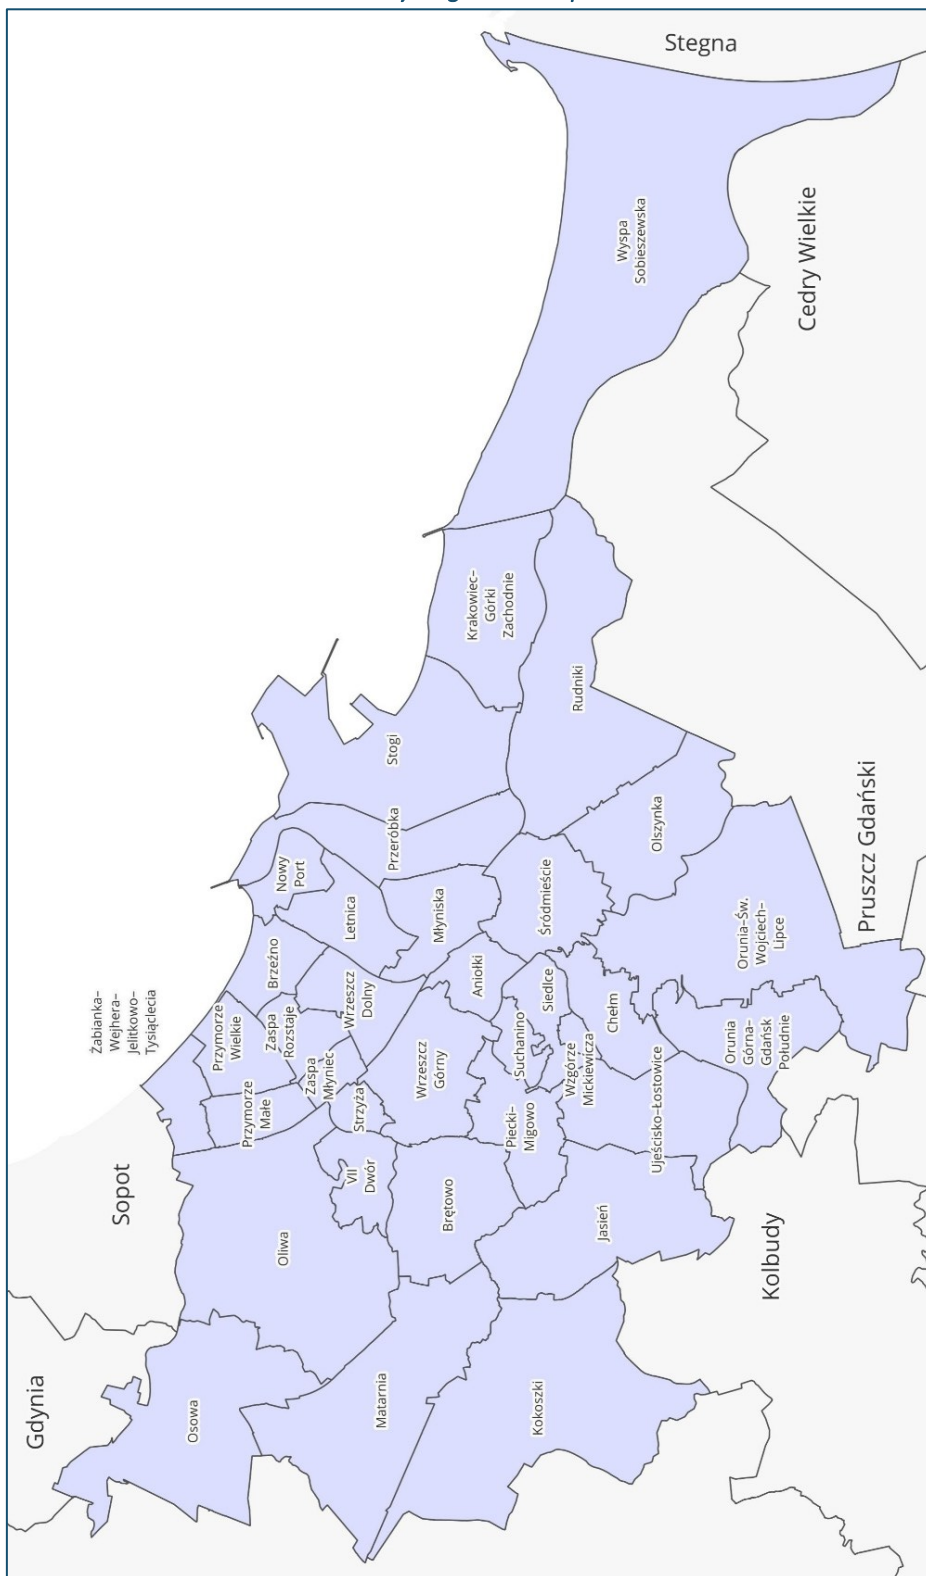 Gdynia
Sopot
Żabianka–
Wejhera–
Jelitkowo–
Tysiąclecia
Osowa
Przymorze
Wielkie
Przymorze
Małe
Oliwa
Zaspa
Rozstaje
Brzeźno
Nowy
Port
Zaspa
Młyniec
VII
Dwór
Strzyża
Wrzeszcz
Dolny
Letnica
Matarnia
Przeróbka
Stogi
Wrzeszcz
Górny
Młyniska
Brętowo
Aniołki
Krakowiec–
Górki
Zachodnie
Piecki–
Migowo
Suchanino
Kokoszki
Siedlce
Śródmieście
Wzgórze
Mickiewicza
Rudniki
Jasień
Chełm
Wyspa
Sobieszewska
Ujeścisko–Łostowice
Olszynka
Stegna
Orunia
Górna–
Gdańsk
Południe
Orunia–Św.
Wojciech–
Lipce
Kolbudy
Cedry Wielkie
Pruszcz Gdański